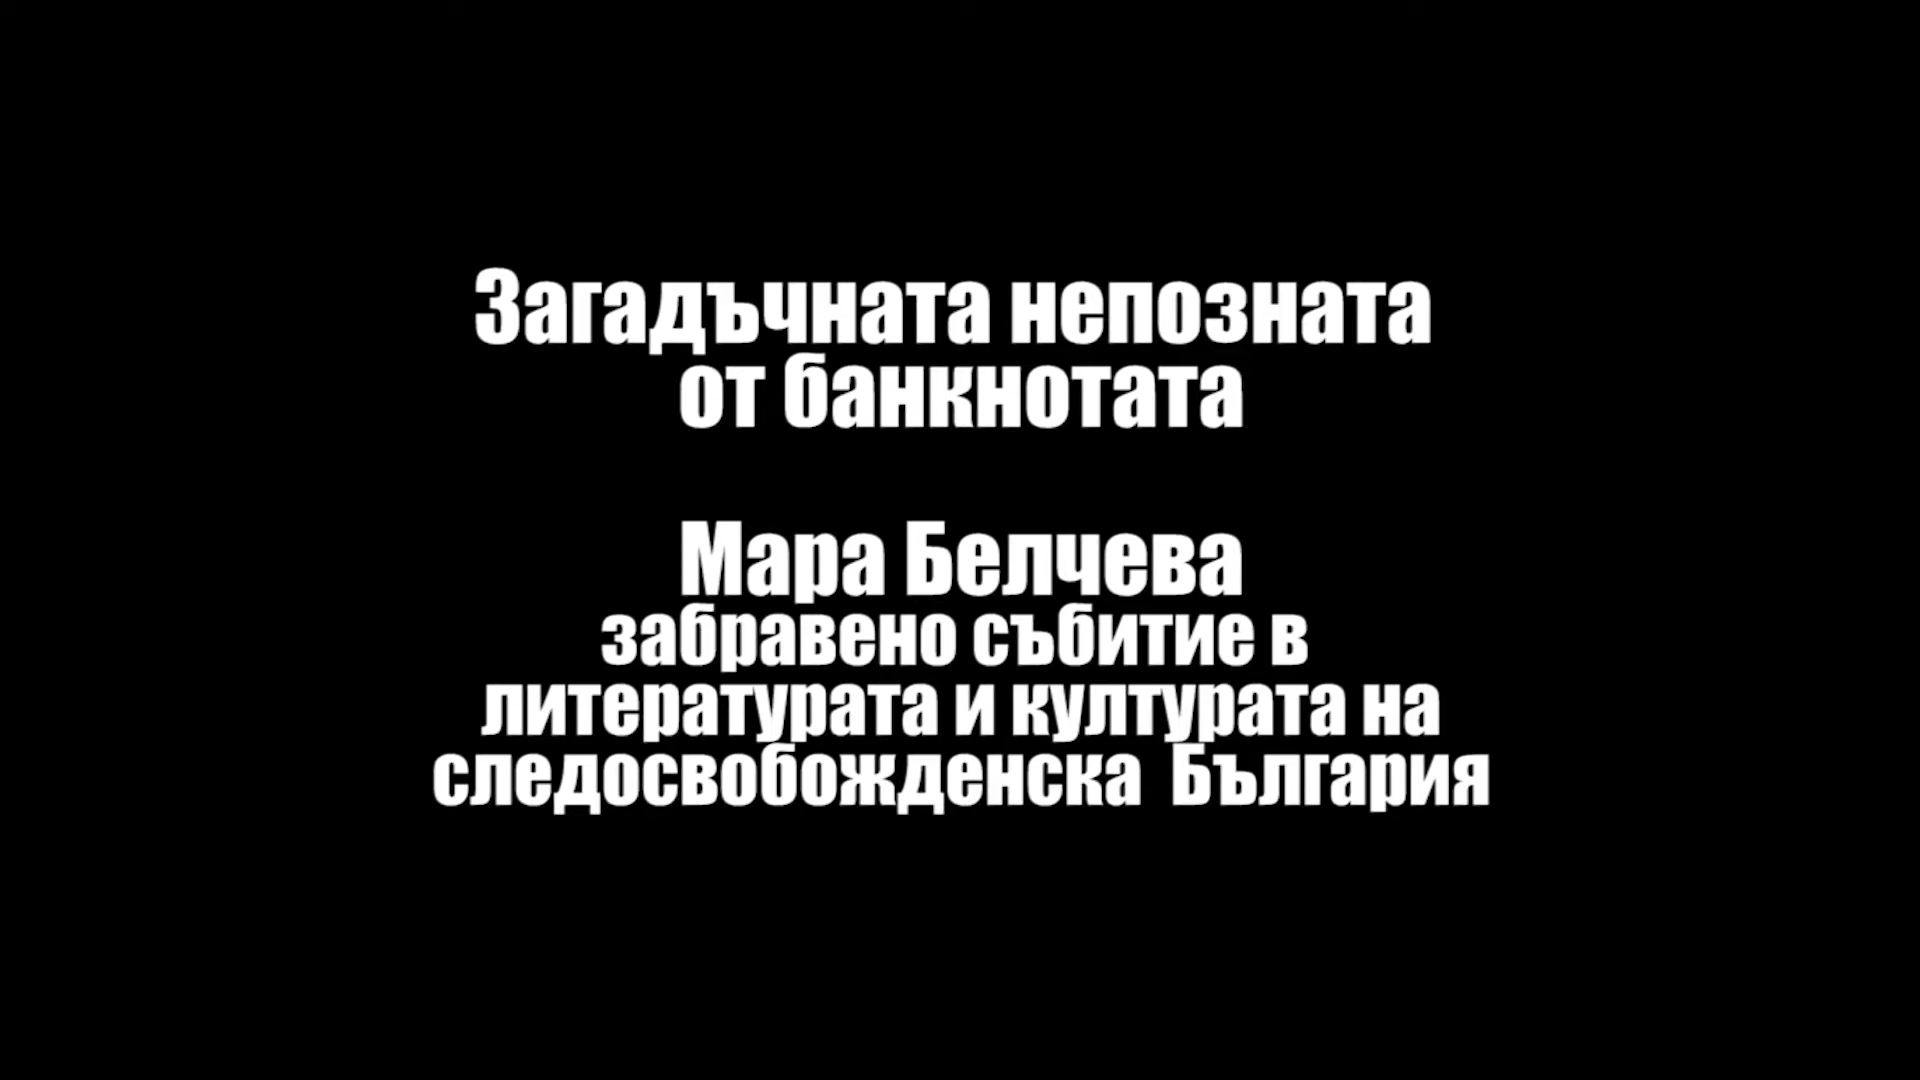 Загадъчната непозната
от банкнотата
Мара Белчева
забравено събитие в
литературата и културата на
следосвобожденска България